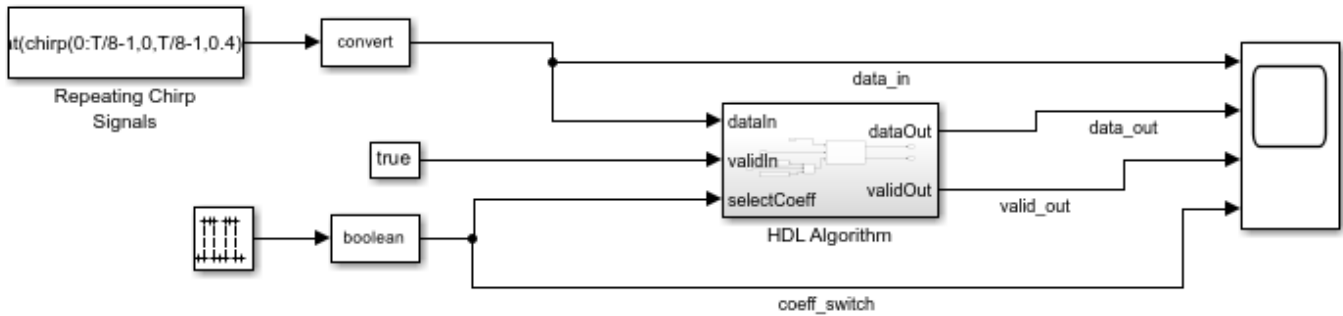 ıt(chirp(0:T/8-1,0,T/8-1,0.4)
convert
Repeating Chirp
Signals
data_in
dataIn
dataOut
data_out
true
validIn
validOut
valid_out
selectCoeff
boolean
HDL Algorithm
coeff_switch